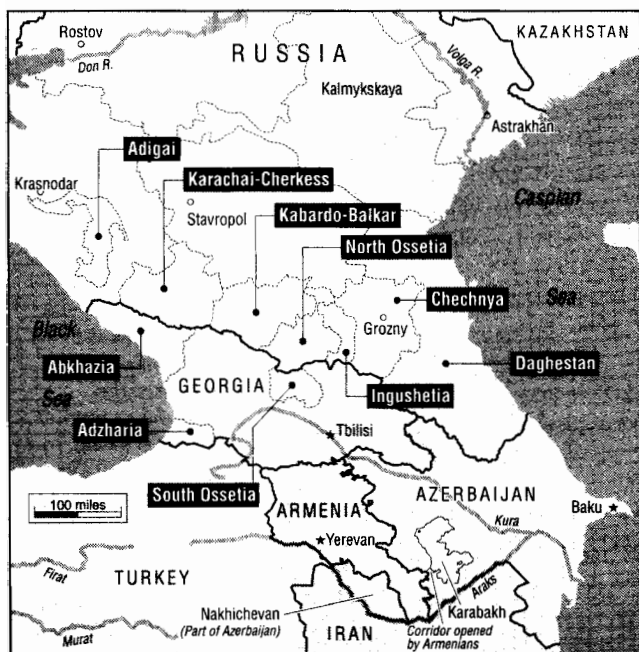 Rostov
Don R.
RUSSIA
Volga R.
KAZAKHSTAN
Kalmykskaya
Astrakhan
Adigai
Krasnodar
Karachai-Cherkess
Stavropol
Caspian
Kabardo-Balkar
North Ossetia
Chechnya
Sea
Grozny
Black
Abkhazia
GEORGIA
Daghestan
Ingushetia
Sea
Adzharia
Tbilisi
South Ossetia
100 miles
ARMENIA
AZERBAIJAN
Baku
Kura
Yerevan
Firat
TURKEY
Araks
Karabakh
Nakhichevan
(Part of Azerbaijan)
IRAN
Corridor opened
by Armenians
Murat